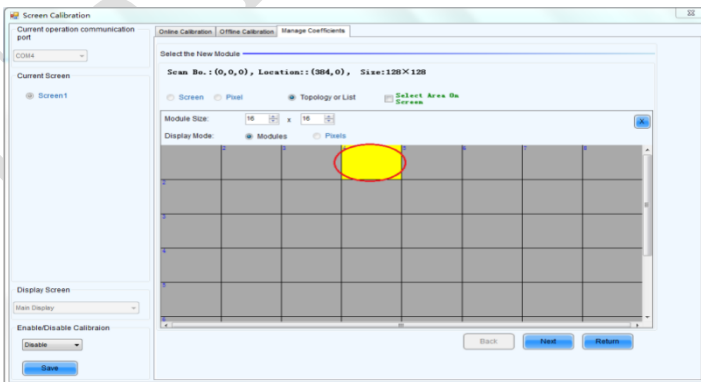 Screen Calibration
Current operation communication port
COM4
Current Screen
Screen1
Display Screen
Main Display
Enable/Disable Calibraion
Disable
Save
Online Calibration Offline Calibration Manage Coefficients
Select the New Module
Scan Bo.:(0,0,0), Location::(384,0), Size:128×128
Screen Pixel Topology or List Select Area On Screen
Module Size: 16 x 16
Display Mode: Modules Pixels
2 3 4 5 6 7 8
2
3
4
5
6
Back Next Return